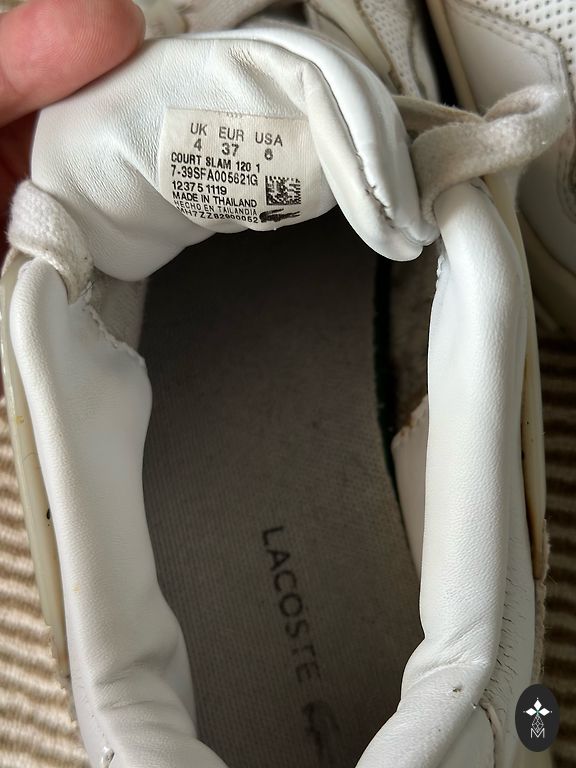 UK EUR USA
4 37 6
COURT SLAM 120 1
7-39SFA005621G
12375 1119
MADE IN THAILAND
HECHO EN TAILANDIA
LACOSTE
M